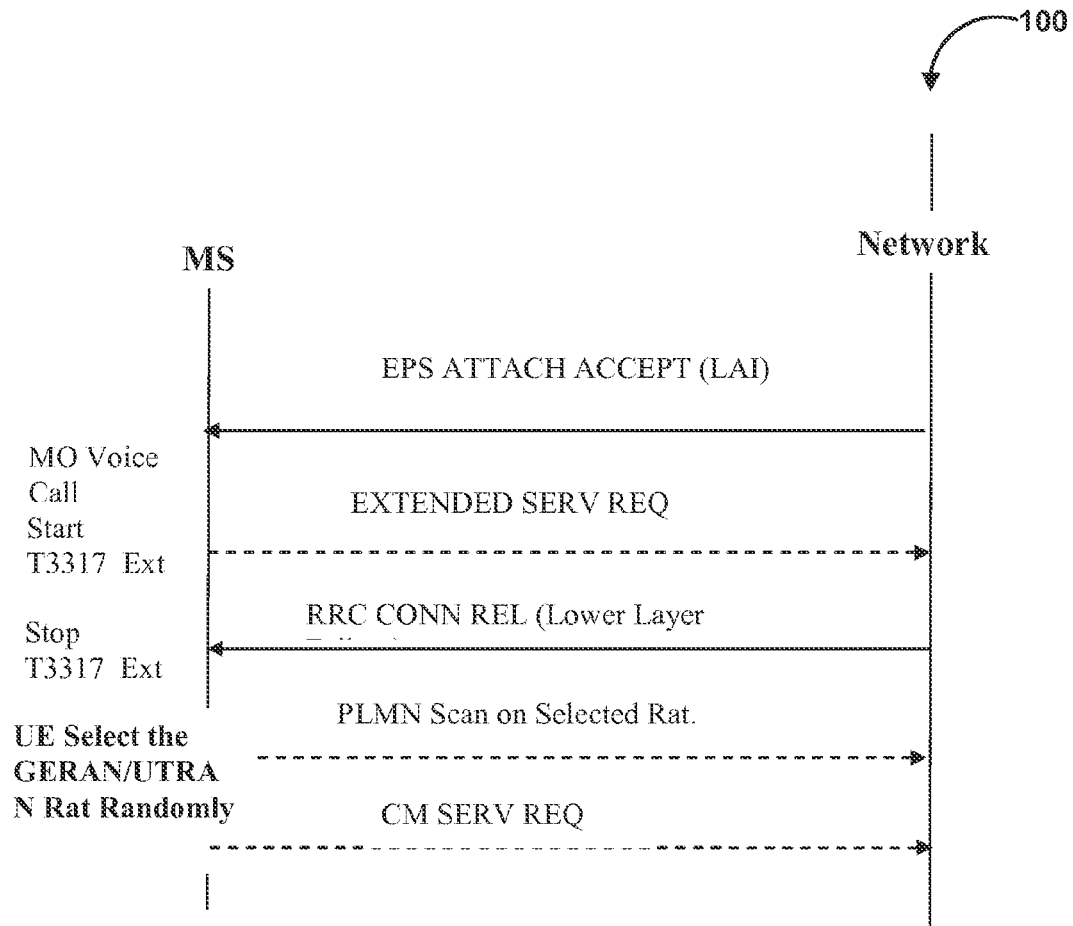 100
Network
MS
EPS ATTACH ACCEPT (LAI)
MO Voice
Call
Start
T3317 Ext
EXTENDED SERV REQ
RRC CONN REL (Lower Layer
Stop
T3317 Ext
PLMN Scan on Selected Rat.
UE Select the
GERAN/UTRA
N Rat Randomly
CM SERV REQ